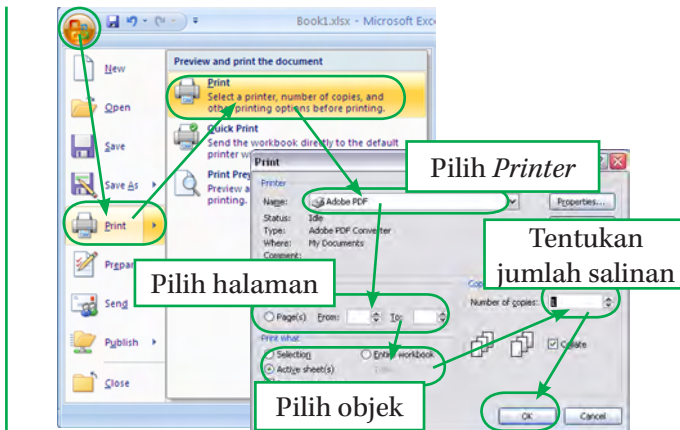 Book1.xlsx - Microsoft Exc
New
Open
Save
Save As
Print
Prepar
Send
Publish
Close
Preview and print the document
Print
Select a printer, number of copies, and
other printing options before printing.
Quick Print
Send the workbook directly to the default
printer w
Print Pre
Preview a
printing.
Print
Pilih Printer
Printer
Name:
Adobe PDF
Properties...
Status: Idle
Type: Adobe PDF Converter
Where: My Documents
Comment:
Tentukan
jumlah salinan
Pilih halaman
Number of copies:
Page(s) From: To:
Print what
Selection
Entire workbook
Active sheet(s)
Collate
Pilih objek
OK
Cancel